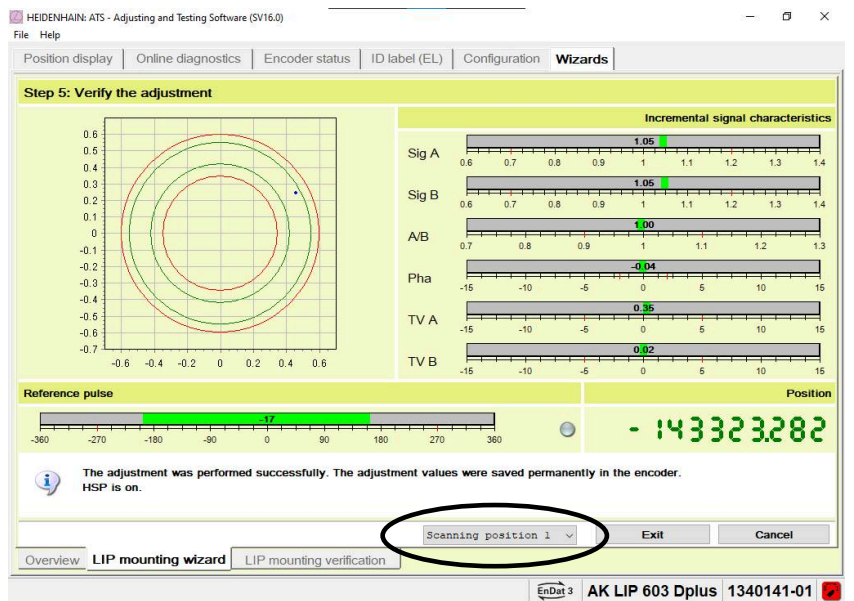 HEIDENHAIN: ATS - Adjusting and Testing Software (SV16.0)
File Help
Position display Online diagnostics Encoder status ID label (EL) Configuration Wizards
Step 5: Verify the adjustment
0.6
0.5
0.4
0.3
0.2
0.1
0
-0.1
-0.2
-0.3
-0.4
-0.5
-0.6
-0.7
-0.6 -0.4 -0.2 0 0.2 0.4 0.6
Incremental signal characteristics
Sig A 1.05
0.6 0.7 0.8 0.9 1 1.1 1.2 1.3 1.4
Sig B 1.05
0.6 0.7 0.8 0.9 1 1.1 1.2 1.3 1.4
A/B 1.00
0.7 0.8 0.9 1 1.1 1.2 1.3
Pha -0.04
-15 -10 -5 0 5 10 15
TV A 0.35
-15 -10 -5 0 5 10 15
TV B 0.02
-15 -10 -5 0 5 10 15
Reference pulse
-17
-360 -270 -180 -90 0 90 180 270 360
Position
-143323.282
The adjustment was performed successfully. The adjustment values were saved permanently in the encoder.
HSP is on.
Scanning position 1 Exit Cancel
Overview LIP mounting wizard LIP mounting verification
EnDat 3 AK LIP 603 Dplus 1340141-01